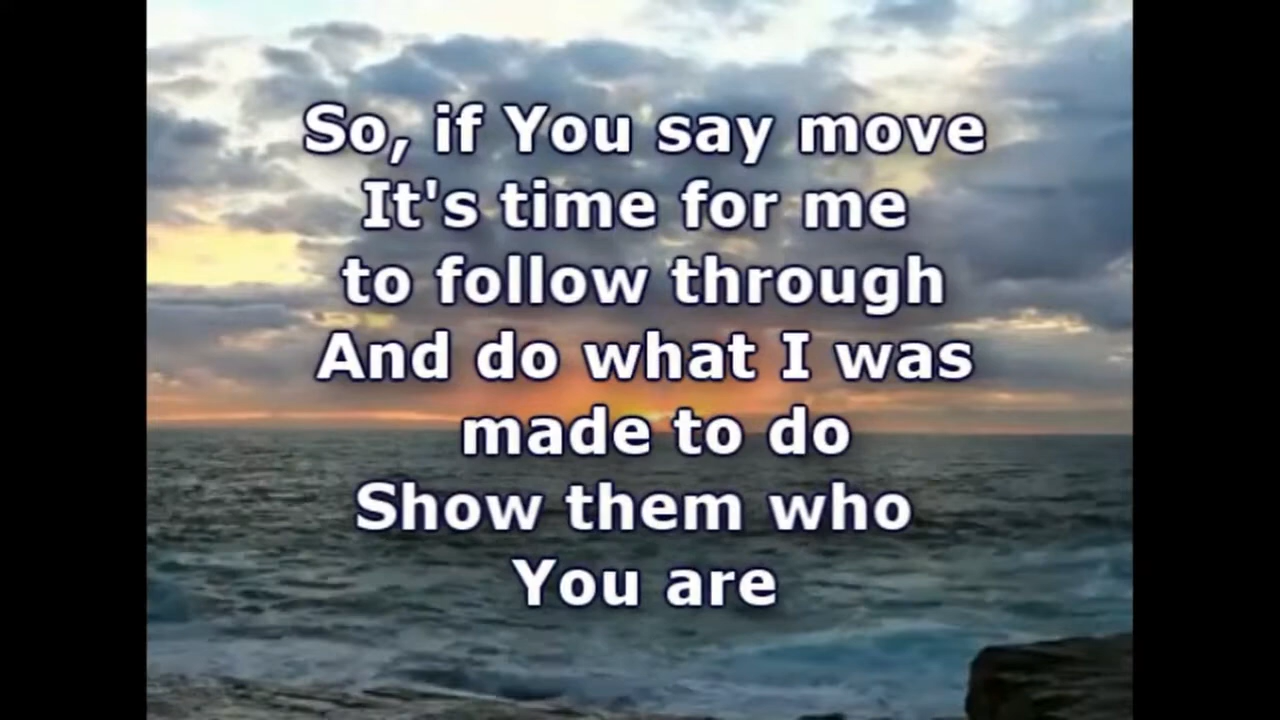 So, if You say move
It's time for me
to follow through
And do what I was
made to do
Show them who
You are